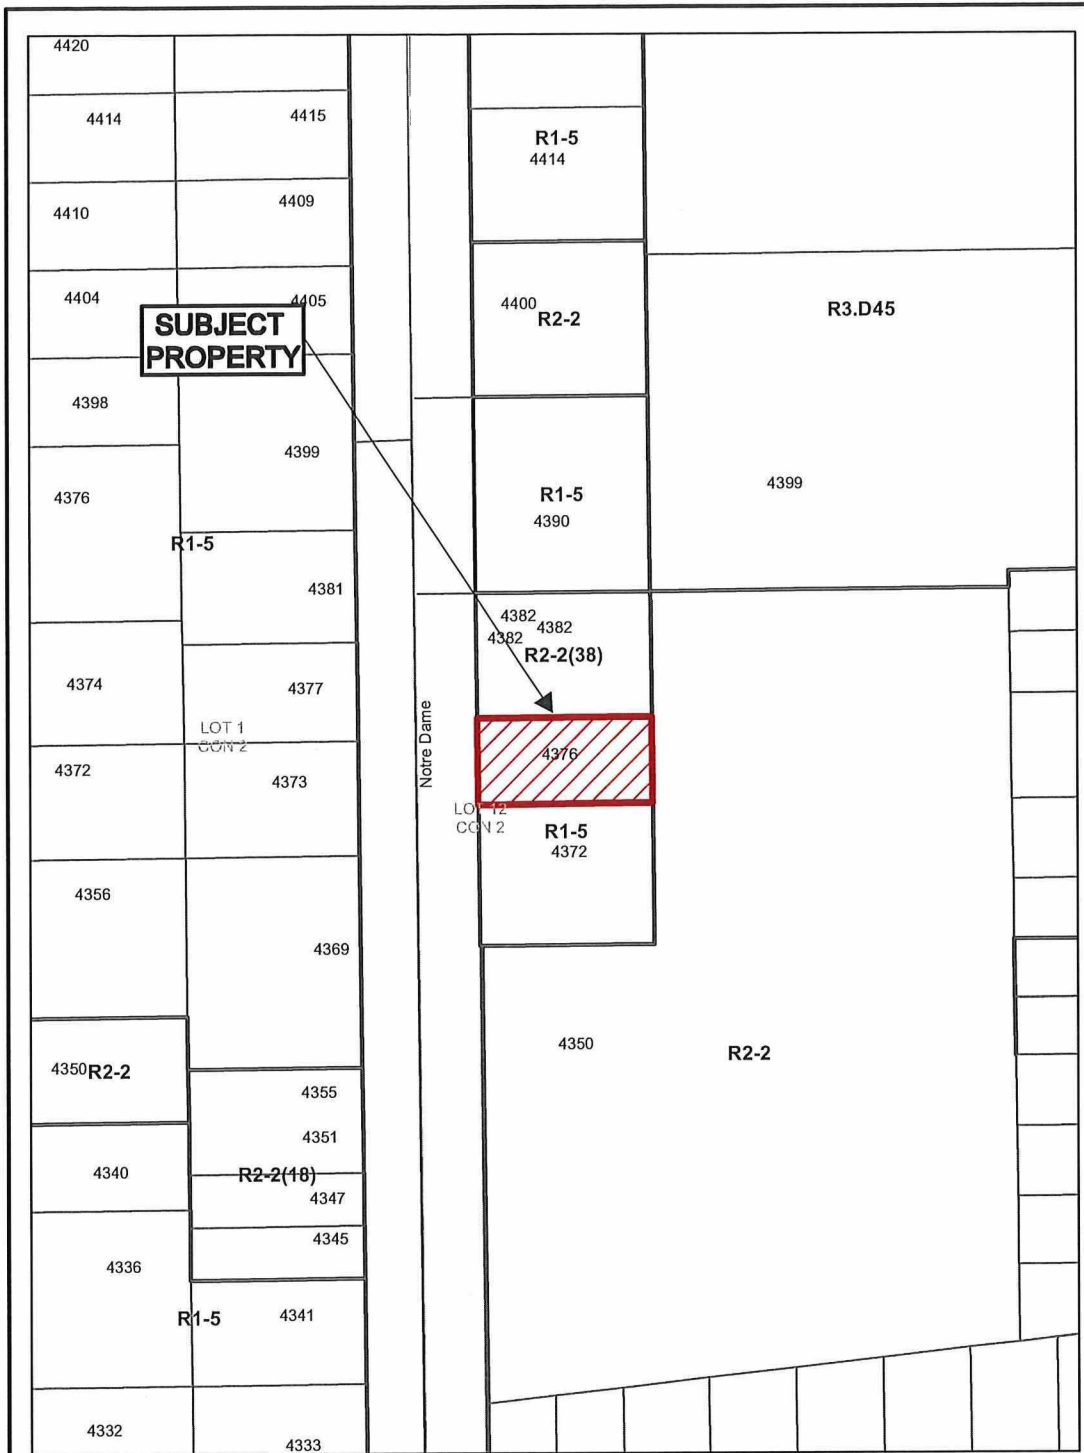 4420
4414
4415
R1-5
4414
4410
4409
4404
4405
4400
R2-2
R3.D45
SUBJECT
PROPERTY
4398
4399
4376
R1-5
4390
4399
R1-5
4381
4382
4382
4382
R2-2(38)
4374
4377
LOT 1
CON 2
Notre Dame
4376
4372
4373
LOT 12
CON 2
R1-5
4372
4356
4369
4350
R2-2
4350 R2-2
4355
4351
4340
R2-2(18)
4347
4345
4336
R1-5
4341
4332
4333